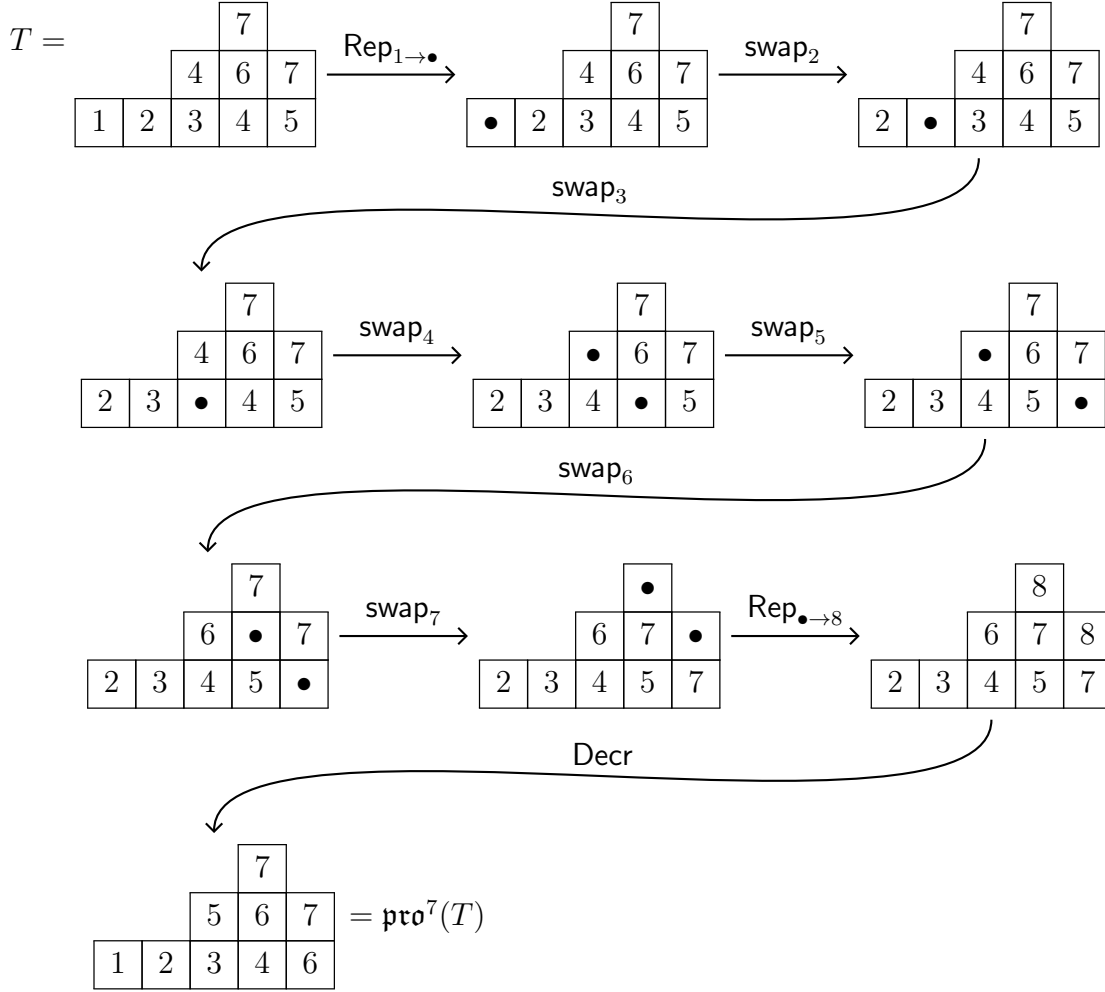 7 7 7
T = 4 6 7 Rep₁→• 4 6 7 swap₂ 4 6 7
1 2 3 4 5 • 2 3 4 5 2 • 3 4 5
swap₃
7 7 7
4 6 7 swap₄ • 6 7 swap₅ • 6 7
2 3 • 4 5 2 3 4 • 5 2 3 4 5 •
swap₆
7 • 8
6 • 7 swap₇ 6 7 • Rep•→8 6 7 8
2 3 4 5 • 2 3 4 5 7 2 3 4 5 7
Decr
7
5 6 7 = 𝔭𝔯𝔬⁷(T)
1 2 3 4 6